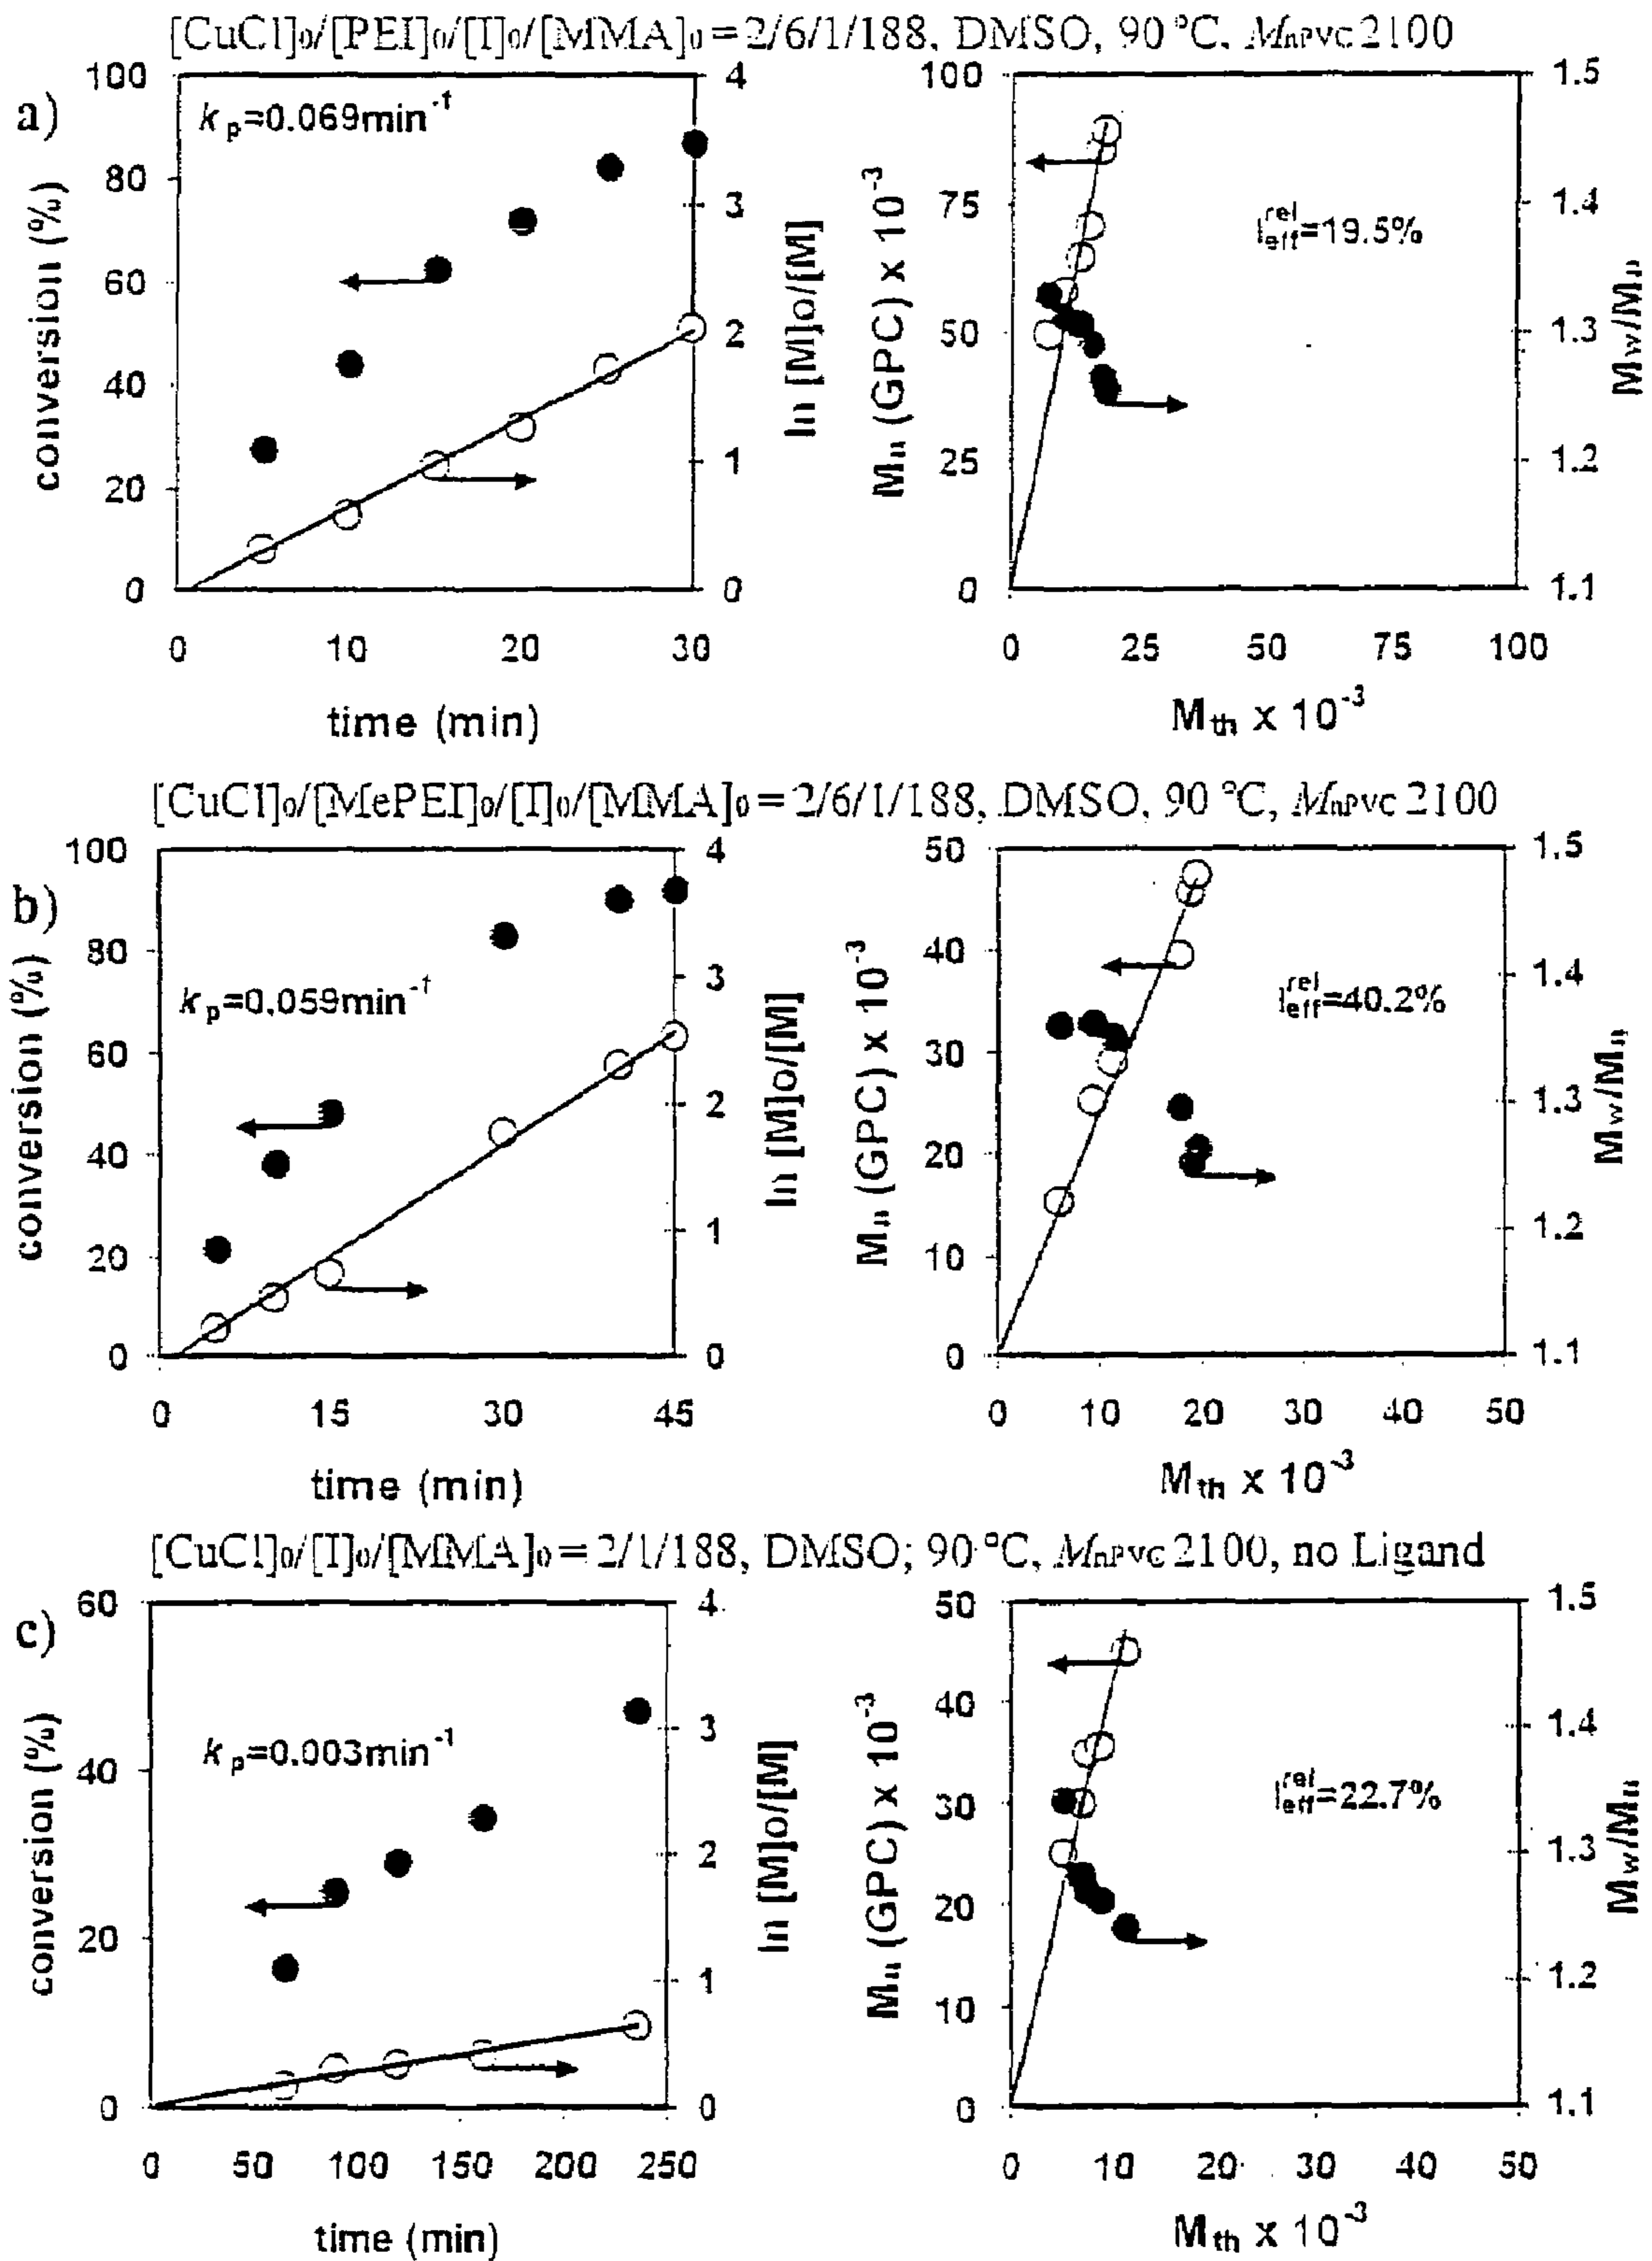 [CuCl]₀/[PEI]₀/[I]₀/[MMA]₀ = 2/6/1/188, DMSO, 90 °C, MₙPVC 2100
a)
kₚ=0.069min⁻¹
conversion (%)
100
80
60
40
20
0
ln [M]o/[M]
4
3
2
1
0
0 10 20 30
time (min)
Mₙ (GPC) x 10⁻³
100
75
50
25
0
I_eff^rel=19.5%
Mw/Mn
1.5
1.4
1.3
1.2
1.1
0 25 50 75 100
Mth x 10⁻³
[CuCl]₀/[MePEI]₀/[I]₀/[MMA]₀ = 2/6/1/188, DMSO, 90 °C, MₙPVC 2100
b)
kₚ=0.059min⁻¹
conversion (%)
100
80
60
40
20
0
ln [M]o/[M]
4
3
2
1
0
0 15 30 45
time (min)
Mₙ (GPC) x 10⁻³
50
40
30
20
10
0
I_eff^rel=40.2%
Mw/Mn
1.5
1.4
1.3
1.2
1.1
0 10 20 30 40 50
Mth x 10⁻³
[CuCl]₀/[I]₀/[MMA]₀ = 2/1/188, DMSO; 90 °C, MₙPVC 2100, no Ligand
c)
kₚ=0.003min⁻¹
conversion (%)
60
40
20
0
ln [M]o/[M]
4
3
2
1
0
0 50 100 150 200 250
time (min)
Mₙ (GPC) x 10⁻³
50
40
30
20
10
0
I_eff^rel=22.7%
Mw/Mn
1.5
1.4
1.3
1.2
1.1
0 10 20 30 40 50
Mth x 10⁻³